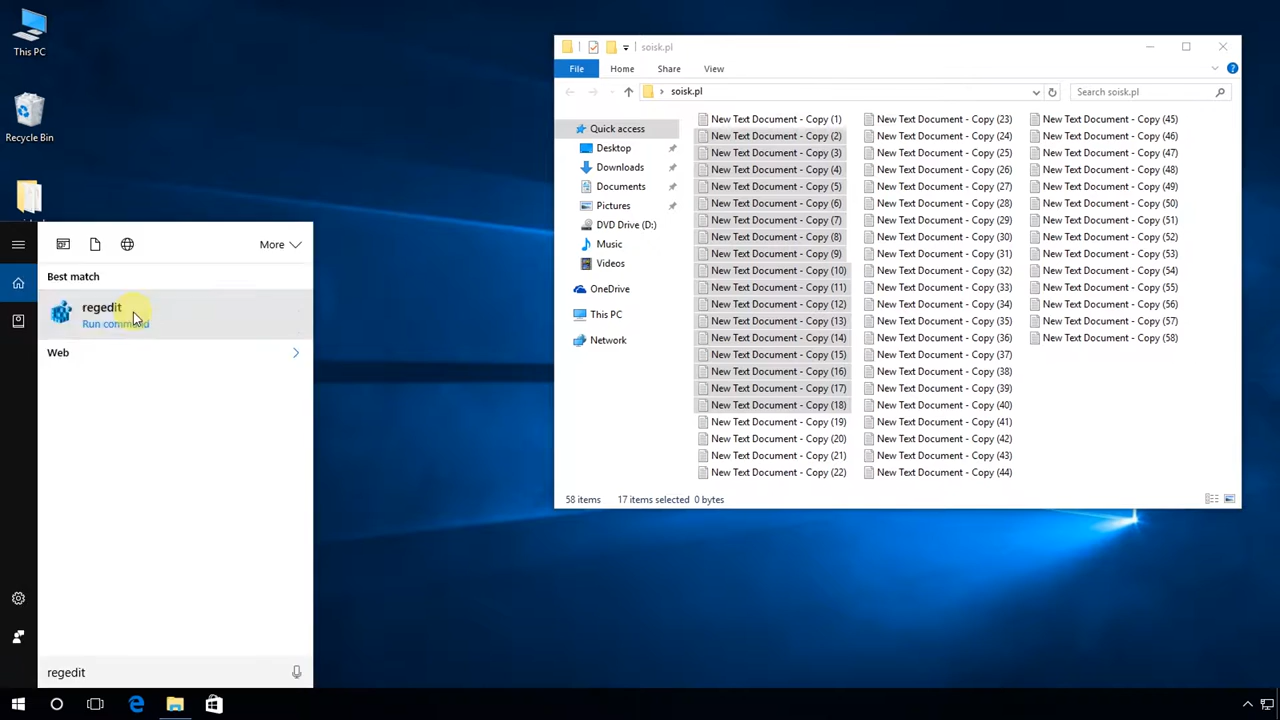 This PC
Recycle Bin
More
Best match
regedit
Run command
Web
regedit
soisk.pl
File Home Share View
soisk.pl
Search soisk.pl
Quick access
Desktop
Downloads
Documents
Pictures
DVD Drive (D:)
Music
Videos
OneDrive
This PC
Network
New Text Document - Copy (1)
New Text Document - Copy (2)
New Text Document - Copy (3)
New Text Document - Copy (4)
New Text Document - Copy (5)
New Text Document - Copy (6)
New Text Document - Copy (7)
New Text Document - Copy (8)
New Text Document - Copy (9)
New Text Document - Copy (10)
New Text Document - Copy (11)
New Text Document - Copy (12)
New Text Document - Copy (13)
New Text Document - Copy (14)
New Text Document - Copy (15)
New Text Document - Copy (16)
New Text Document - Copy (17)
New Text Document - Copy (18)
New Text Document - Copy (19)
New Text Document - Copy (20)
New Text Document - Copy (21)
New Text Document - Copy (22)
New Text Document - Copy (23)
New Text Document - Copy (24)
New Text Document - Copy (25)
New Text Document - Copy (26)
New Text Document - Copy (27)
New Text Document - Copy (28)
New Text Document - Copy (29)
New Text Document - Copy (30)
New Text Document - Copy (31)
New Text Document - Copy (32)
New Text Document - Copy (33)
New Text Document - Copy (34)
New Text Document - Copy (35)
New Text Document - Copy (36)
New Text Document - Copy (37)
New Text Document - Copy (38)
New Text Document - Copy (39)
New Text Document - Copy (40)
New Text Document - Copy (41)
New Text Document - Copy (42)
New Text Document - Copy (43)
New Text Document - Copy (44)
New Text Document - Copy (45)
New Text Document - Copy (46)
New Text Document - Copy (47)
New Text Document - Copy (48)
New Text Document - Copy (49)
New Text Document - Copy (50)
New Text Document - Copy (51)
New Text Document - Copy (52)
New Text Document - Copy (53)
New Text Document - Copy (54)
New Text Document - Copy (55)
New Text Document - Copy (56)
New Text Document - Copy (57)
New Text Document - Copy (58)
58 items 17 items selected 0 bytes